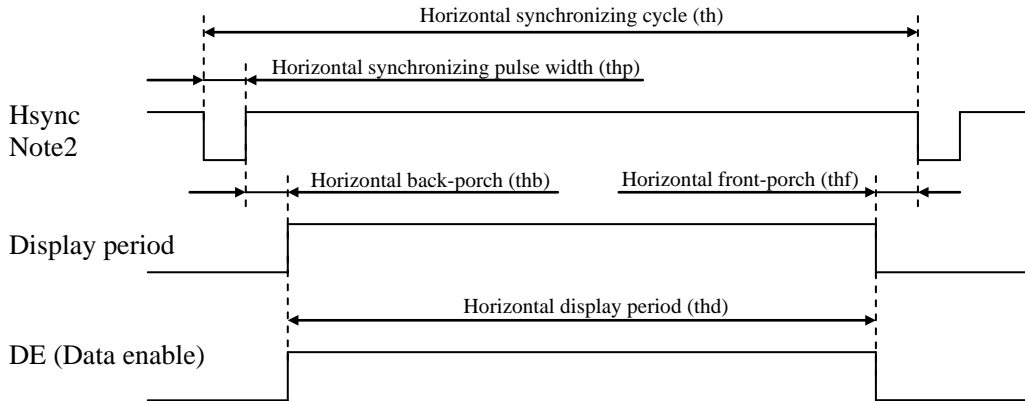 Horizontal synchronizing cycle (th)
Horizontal synchronizing pulse width (thp)
Hsync
Note2
Horizontal back-porch (thb)
Horizontal front-porch (thf)
Display period
Horizontal display period (thd)
DE (Data enable)